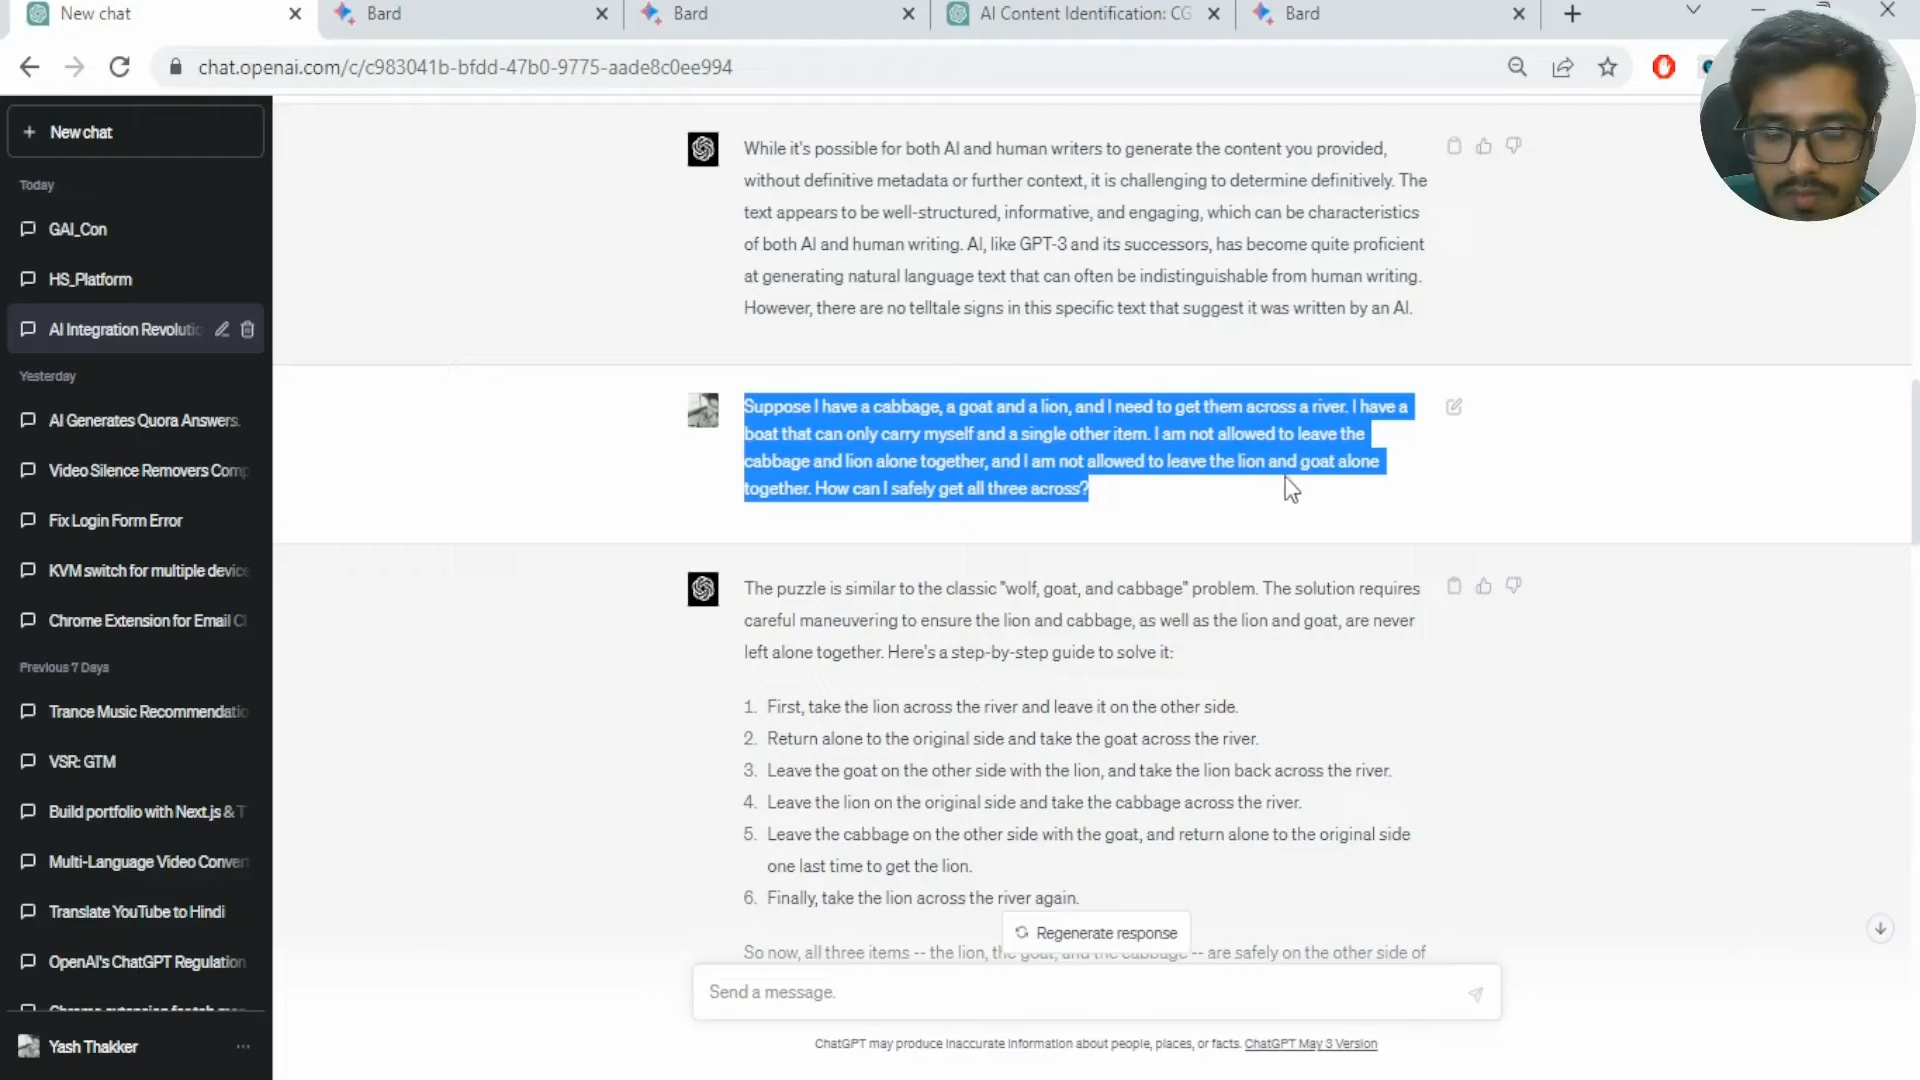 New chat
Bard
Bard
AI Content Identification: CG
Bard
chat.openai.com/c/c983041b-bfdd-47b0-9775-aade8c0ee994
+ New chat
Today
GAI_Con
HS_Platform
AI Integration Revolutic
Yesterday
AI Generates Quora Answers.
Video Silence Removers Comp
Fix Login Form Error
KVM switch for multiple device
Chrome Extension for Email Cl
Previous 7 Days
Trance Music Recommendatio
VSR: GTM
Build portfolio with Next.js & T
Multi-Language Video Conver
Translate YouTube to Hindi
OpenAI's ChatGPT Regulation
Yash Thakker
While it's possible for both AI and human writers to generate the content you provided,
without definitive metadata or further context, it is challenging to determine definitively. The
text appears to be well-structured, informative, and engaging, which can be characteristics
of both AI and human writing. AI, like GPT-3 and its successors, has become quite proficient
at generating natural language text that can often be indistinguishable from human writing.
However, there are no telltale signs in this specific text that suggest it was written by an AI.
Suppose I have a cabbage, a goat and a lion, and I need to get them across a river. I have a
boat that can only carry myself and a single other item. I am not allowed to leave the
cabbage and lion alone together, and I am not allowed to leave the lion and goat alone
together. How can I safely get all three across?
The puzzle is similar to the classic "wolf, goat, and cabbage" problem. The solution requires
careful maneuvering to ensure the lion and cabbage, as well as the lion and goat, are never
left alone together. Here's a step-by-step guide to solve it:
1. First, take the lion across the river and leave it on the other side.
2. Return alone to the original side and take the goat across the river.
3. Leave the goat on the other side with the lion, and take the lion back across the river.
4. Leave the lion on the original side and take the cabbage across the river.
5. Leave the cabbage on the other side with the goat, and return alone to the original side
one last time to get the lion.
6. Finally, take the lion across the river again.
Regenerate response
So now, all three items -- the lion, the goat, and the cabbage -- are safely on the other side of
Send a message.
ChatGPT may produce inaccurate information about people, places, or facts. ChatGPT May 3 Version